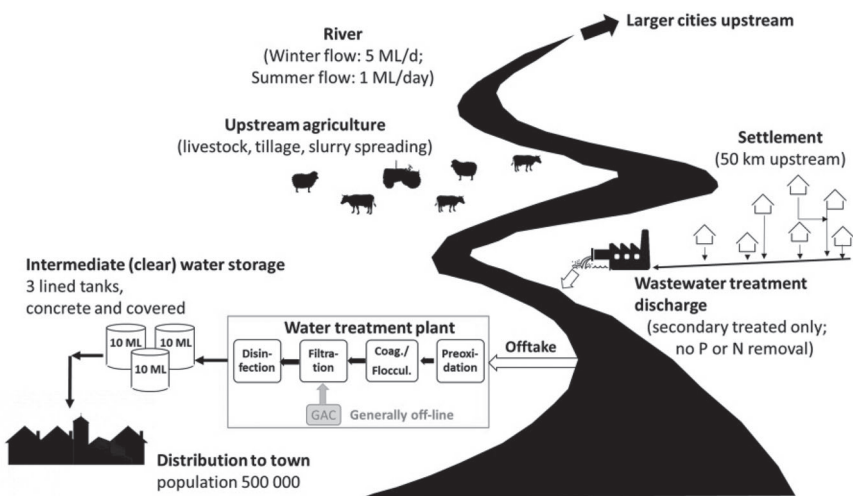 Larger cities upstream
River
(Winter flow: 5 ML/d;
Summer flow: 1 ML/day)
Upstream agriculture
(livestock, tillage, slurry spreading)
Settlement
(50 km upstream)
Wastewater treatment
discharge
(secondary treated only;
no P or N removal)
Intermediate (clear) water storage
3 lined tanks,
concrete and covered
10 ML
10 ML
10 ML
Water treatment plant
Disin-
fection
Filtra-
tion
Coag./
Floccul.
Preoxi-
dation
Offtake
GAC
Generally off-line
Distribution to town
population 500 000